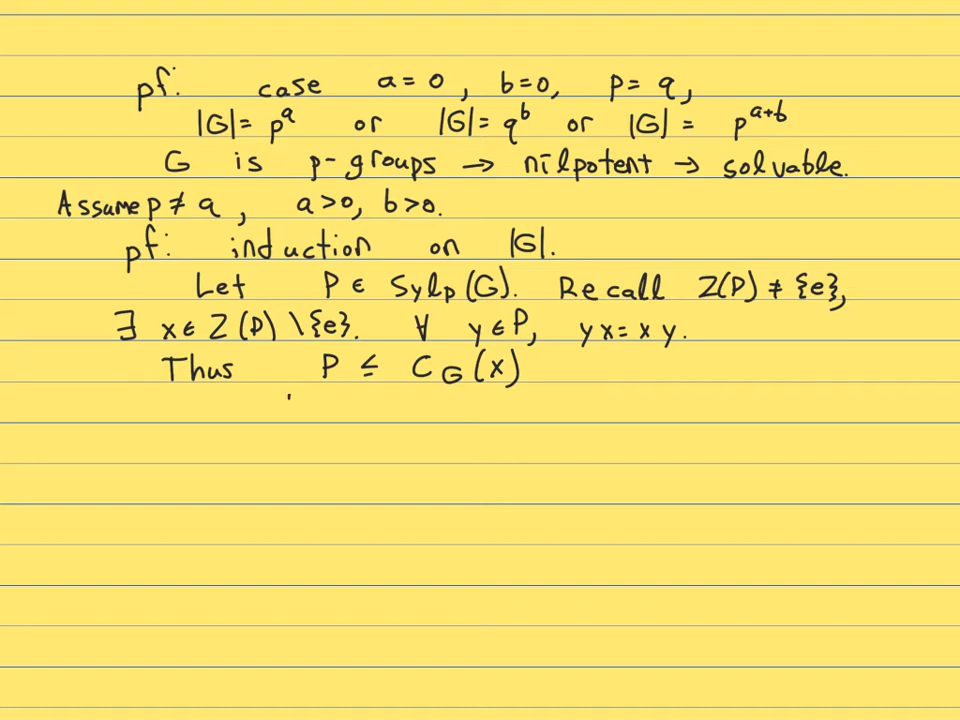 pf: case a = 0, b = 0, p = q,
|G| = p^a or |G| = q^b or |G| = p^{a+b}
G is p-groups → nilpotent → solvable.
Assume p ≠ q, a > 0, b > 0.
pf: induction on |G|.
Let P ∈ Sylp(G). Recall Z(P) ≠ {e},
∃ x ∈ Z(P) \ {e}. ∀ y ∈ P, yx = xy.
Thus P ≤ C_G(x)